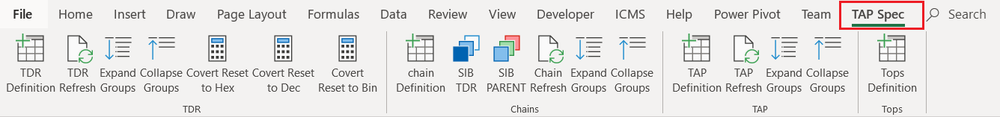 File Home Insert Draw Page Layout Formulas Data Review View Developer ICMS Help Power Pivot Team TAP Spec Search
TDR Definition
TDR Refresh
Expand Groups
Collapse Groups
Covert Reset to Hex
Covert Reset to Dec
Covert Reset to Bin
TDR
chain Definition
SIB TDR
SIB PARENT
Chain Refresh
Expand Groups
Collapse Groups
Chains
TAP Definition
TAP Refresh
Expand Groups
Collapse Groups
TAP
Tops Definition
Tops